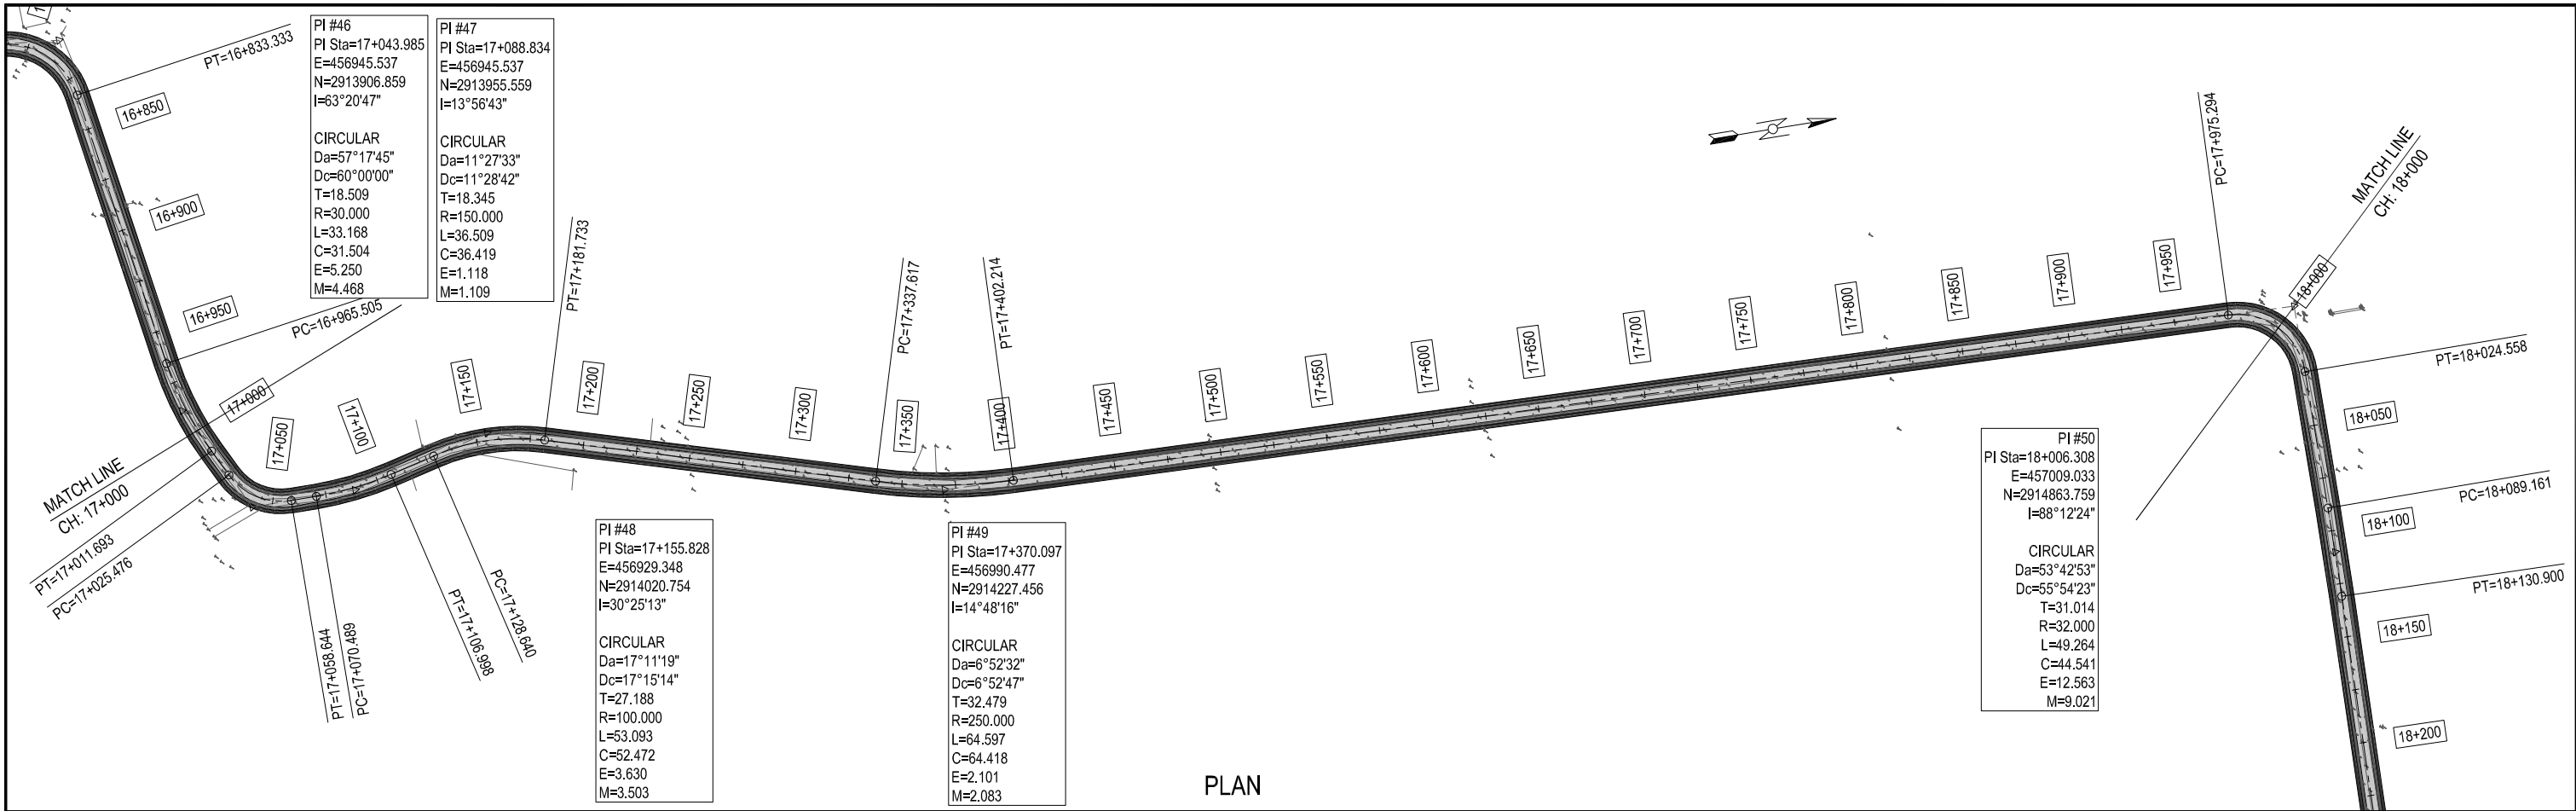 PI #46
PI Sta=17+043.985
E=456945.537
N=2913906.859
I=63°20'47"
CIRCULAR
Da=57°17'45"
Dc=60°00'00"
T=18.509
R=30.000
L=33.168
C=31.504
E=5.250
M=4.468
PI #47
PI Sta=17+088.834
E=456945.537
N=2913955.559
I=13°56'43"
CIRCULAR
Da=11°27'33"
Dc=11°28'42"
T=18.345
R=150.000
L=36.509
C=36.419
E=1.118
M=1.109
PT=16+833.333
16+850
16+900
16+950
PC=16+965.505
17+000
MATCH LINE
CH: 17+000
PT=17+011.693
PC=17+025.476
17+050
PT=17+058.644
PC=17+070.489
17+100
PT=17+106.998
PC=17+128.640
17+150
PT=17+181.733
17+200
17+250
17+300
PC=17+337.617
17+350
17+400
PT=17+402.214
17+450
17+500
17+550
17+600
17+650
17+700
17+750
17+800
17+850
17+900
17+950
PC=17+975.294
MATCH LINE
CH: 18+000
18+000
PT=18+024.558
18+050
PC=18+089.161
18+100
PT=18+130.900
18+150
18+200
PI #48
PI Sta=17+155.828
E=456929.348
N=2914020.754
I=30°25'13"
CIRCULAR
Da=17°11'19"
Dc=17°15'14"
T=27.188
R=100.000
L=53.093
C=52.472
E=3.630
M=3.503
PI #49
PI Sta=17+370.097
E=456990.477
N=2914227.456
I=14°48'16"
CIRCULAR
Da=6°52'32"
Dc=6°52'47"
T=32.479
R=250.000
L=64.597
C=64.418
E=2.101
M=2.083
PI #50
PI Sta=18+006.308
E=457009.033
N=2914863.759
I=88°12'24"
CIRCULAR
Da=53°42'53"
Dc=55°54'23"
T=31.014
R=32.000
L=49.264
C=44.541
E=12.563
M=9.021
PLAN